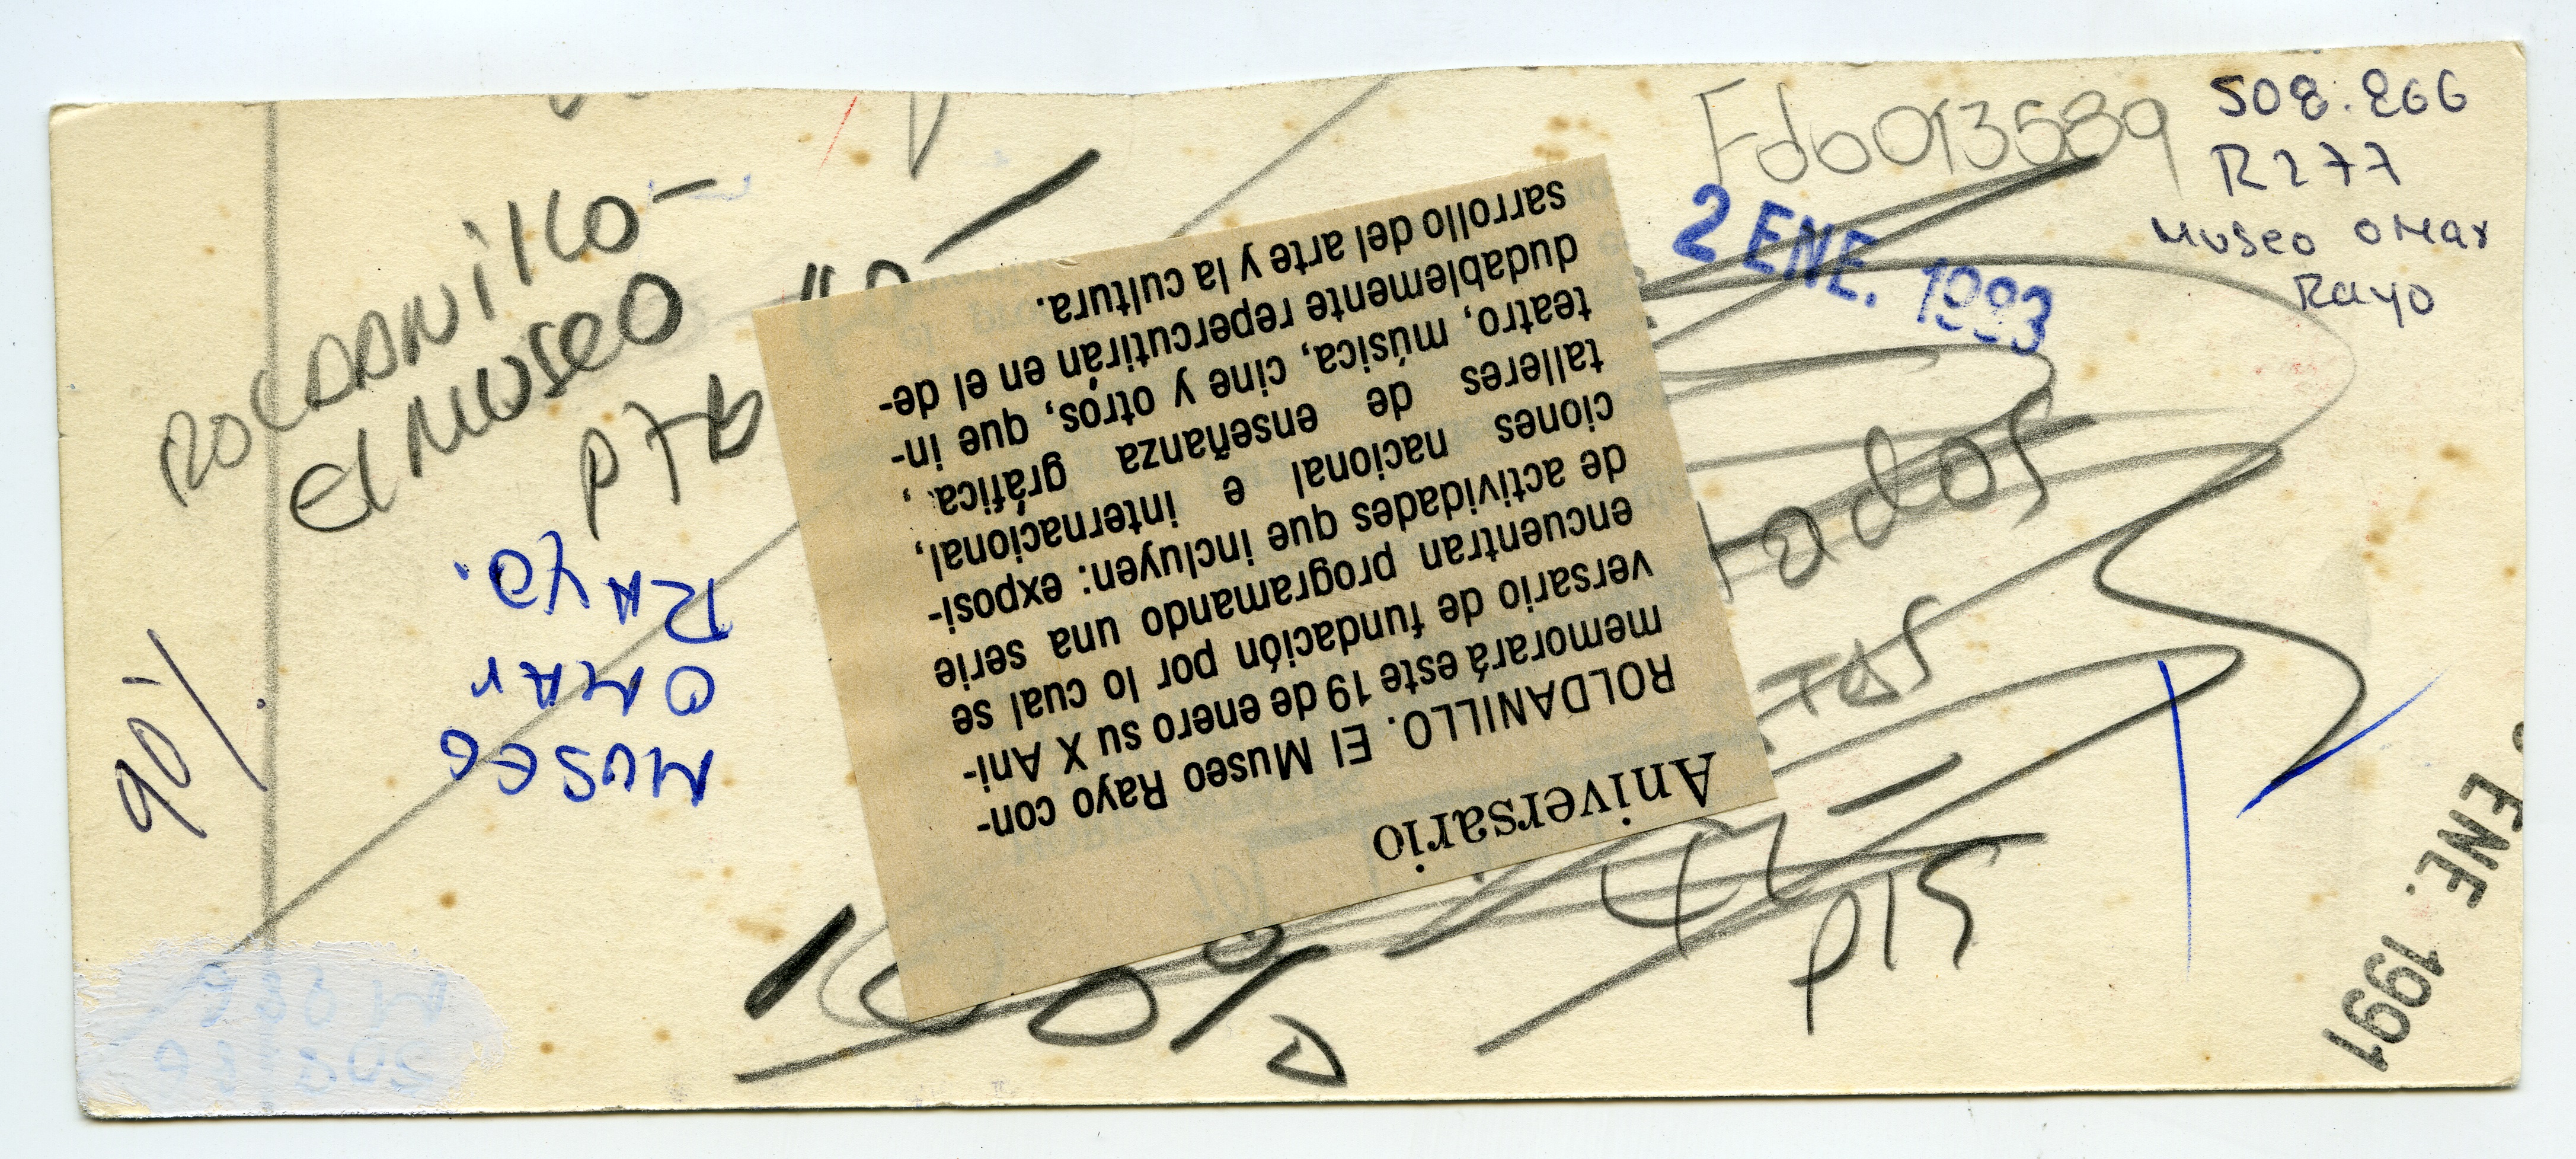 Fdb013589
508.266
R277
Museo OMar
Rayo
2 ENE. 1993
ROLDANILLO-
El MUSEO
MUSEO
OMAr
RAYO.
90%
Aniversario
ROLDANILLO. El Museo Rayo con-
memorará este 19 de enero su X Ani-
versario de fundación por lo cual se
encuentran programando una serie
de actividades que incluyen: exposi-
ciones nacional e internacional,
talleres de enseñanza gráfica,
teatro, música, cine y otros, que in-
dudablemente repercutirán en el de-
sarrollo del arte y la cultura.
ENE. 1991